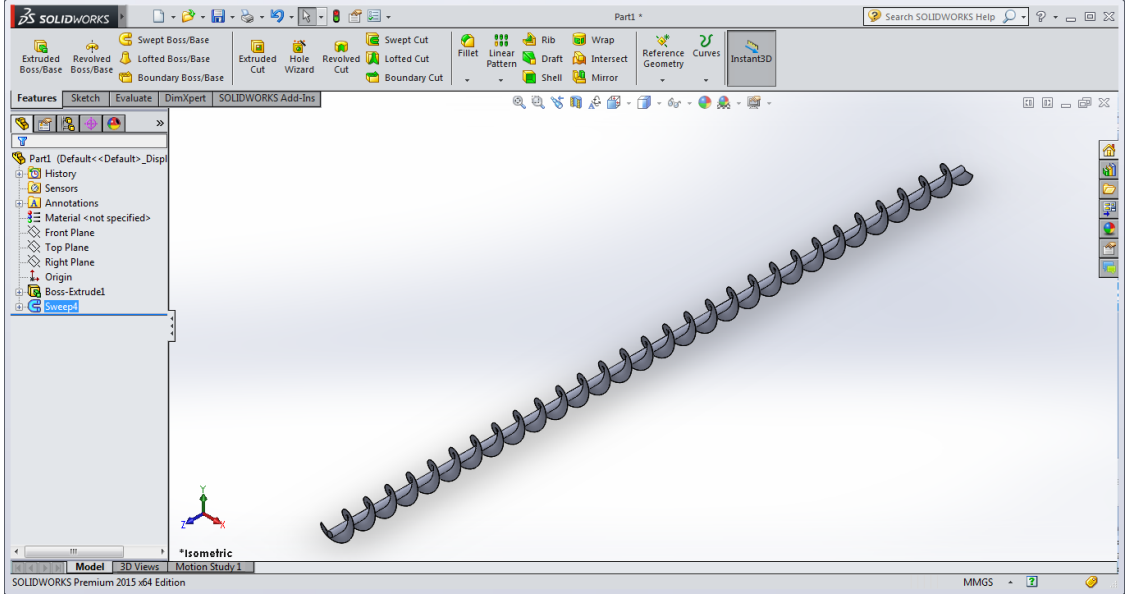 SOLIDWORKS
Part1 *
Search SOLIDWORKS Help
Extruded Boss/Base
Revolved Boss/Base
Swept Boss/Base
Lofted Boss/Base
Boundary Boss/Base
Extruded Cut
Hole Wizard
Revolved Cut
Swept Cut
Lofted Cut
Boundary Cut
Fillet
Linear Pattern
Rib
Draft
Shell
Wrap
Intersect
Mirror
Reference Geometry
Curves
Instant3D
Features Sketch Evaluate DimXpert SOLIDWORKS Add-Ins
Part1 (Default<<Default>_Displ
History
Sensors
A Annotations
Material <not specified>
Front Plane
Top Plane
Right Plane
Origin
Boss-Extrude1
Sweep4
Y
Z X
*Isometric
Model 3D Views Motion Study 1
SOLIDWORKS Premium 2015 x64 Edition MMGS